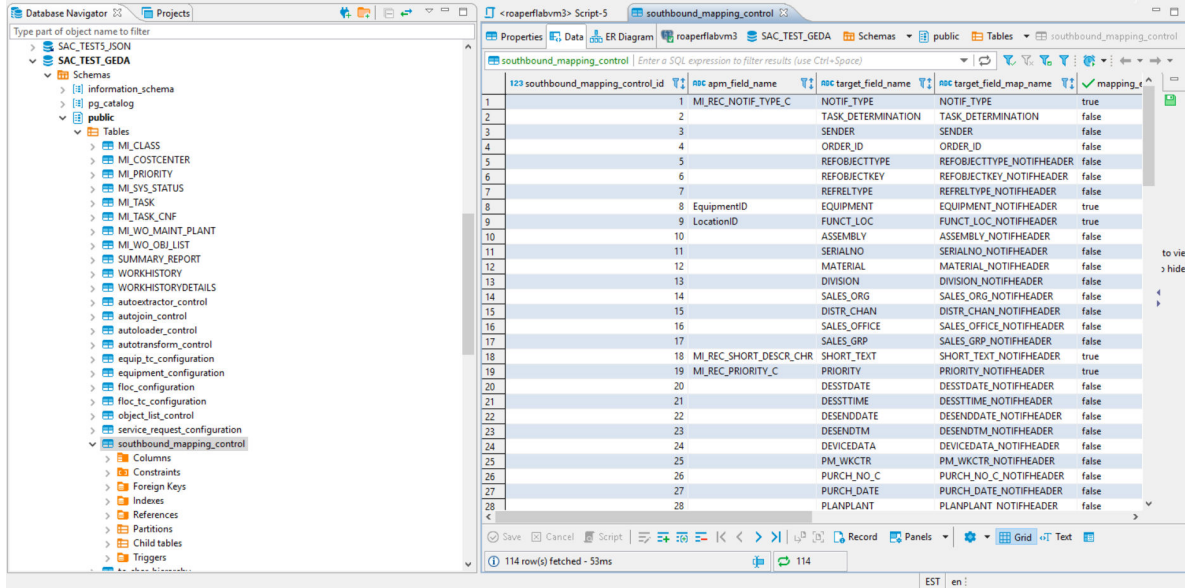 Database Navigator
Projects
Type part of object name to filter
SAC_TEST5_JSON
SAC_TEST_GEDA
Schemas
information_schema
pg_catalog
public
Tables
MI_CLASS
MI_COSTCENTER
MI_PRIORITY
MI_SYS_STATUS
MI_TASK
MI_TASK_CNF
MI_WO_MAINT_PLANT
MI_WO_OBJ_LIST
SUMMARY_REPORT
WORKHISTORY
WORKHISTORYDETAILS
autoextractor_control
autojoin_control
autoloader_control
autotransform_control
equip_tc_configuration
equipment_configuration
floc_configuration
floc_tc_configuration
object_list_control
service_request_configuration
southbound_mapping_control
Columns
Constraints
Foreign Keys
Indexes
References
Partitions
Child tables
Triggers
<roaperflabvm3> Script-5 southbound_mapping_control
Properties Data ER Diagram roaperflabvm3 SAC_TEST_GEDA Schemas public Tables southbound_mapping_control
southbound_mapping_control Enter a SQL expression to filter results (use Ctrl+Space)
123 southbound_mapping_control_id ABC apm_field_name ABC target_field_name ABC target_field_map_name mapping_e
1 1 MI_REC_NOTIF_TYPE_C NOTIF_TYPE NOTIF_TYPE true
2 2 TASK_DETERMINATION TASK_DETERMINATION false
3 3 SENDER SENDER false
4 4 ORDER_ID ORDER_ID false
5 5 REFOBJECTTYPE REFOBJECTTYPE_NOTIFHEADER false
6 6 REFOBJECTKEY REFOBJECTKEY_NOTIFHEADER false
7 7 REFRELTYPE REFRELTYPE_NOTIFHEADER false
8 8 EquipmentID EQUIPMENT EQUIPMENT_NOTIFHEADER true
9 9 LocationID FUNCT_LOC FUNCT_LOC_NOTIFHEADER true
10 10 ASSEMBLY ASSEMBLY_NOTIFHEADER false
11 11 SERIALNO SERIALNO_NOTIFHEADER false
12 12 MATERIAL MATERIAL_NOTIFHEADER false
13 13 DIVISION DIVISION_NOTIFHEADER false
14 14 SALES_ORG SALES_ORG_NOTIFHEADER false
15 15 DISTR_CHAN DISTR_CHAN_NOTIFHEADER false
16 16 SALES_OFFICE SALES_OFFICE_NOTIFHEADER false
17 17 SALES_GRP SALES_GRP_NOTIFHEADER false
18 18 MI_REC_SHORT_DESCR_CHR SHORT_TEXT SHORT_TEXT_NOTIFHEADER true
19 19 MI_REC_PRIORITY_C PRIORITY PRIORITY_NOTIFHEADER true
20 20 DESSTDATE DESSTDATE_NOTIFHEADER false
21 21 DESSTTIME DESSTTIME_NOTIFHEADER false
22 22 DESENDDATE DESENDDATE_NOTIFHEADER false
23 23 DESENDTM DESENDTM_NOTIFHEADER false
24 24 DEVICEDATA DEVICEDATA_NOTIFHEADER false
25 25 PM_WKCTR PM_WKCTR_NOTIFHEADER false
26 26 PURCH_NO_C PURCH_NO_C_NOTIFHEADER false
27 27 PURCH_DATE PURCH_DATE_NOTIFHEADER false
28 28 PLANPLANT PLANPLANT_NOTIFHEADER false
to vie
hide
Save Cancel Script Record Panels Grid Text
114 row(s) fetched - 53ms 114
EST en